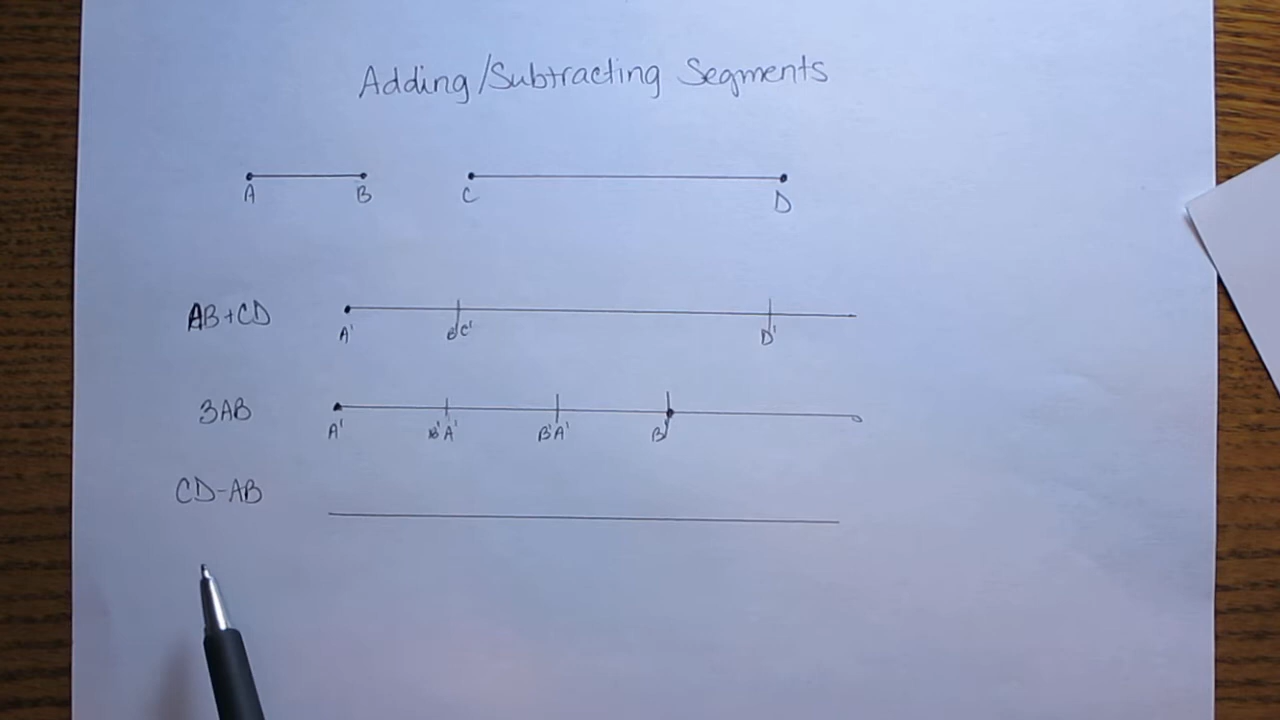 Adding/Subtracting Segments
A B C D
AB+CD
A' B' C' D'
3AB
A' B' A' B' A' B'
CD-AB